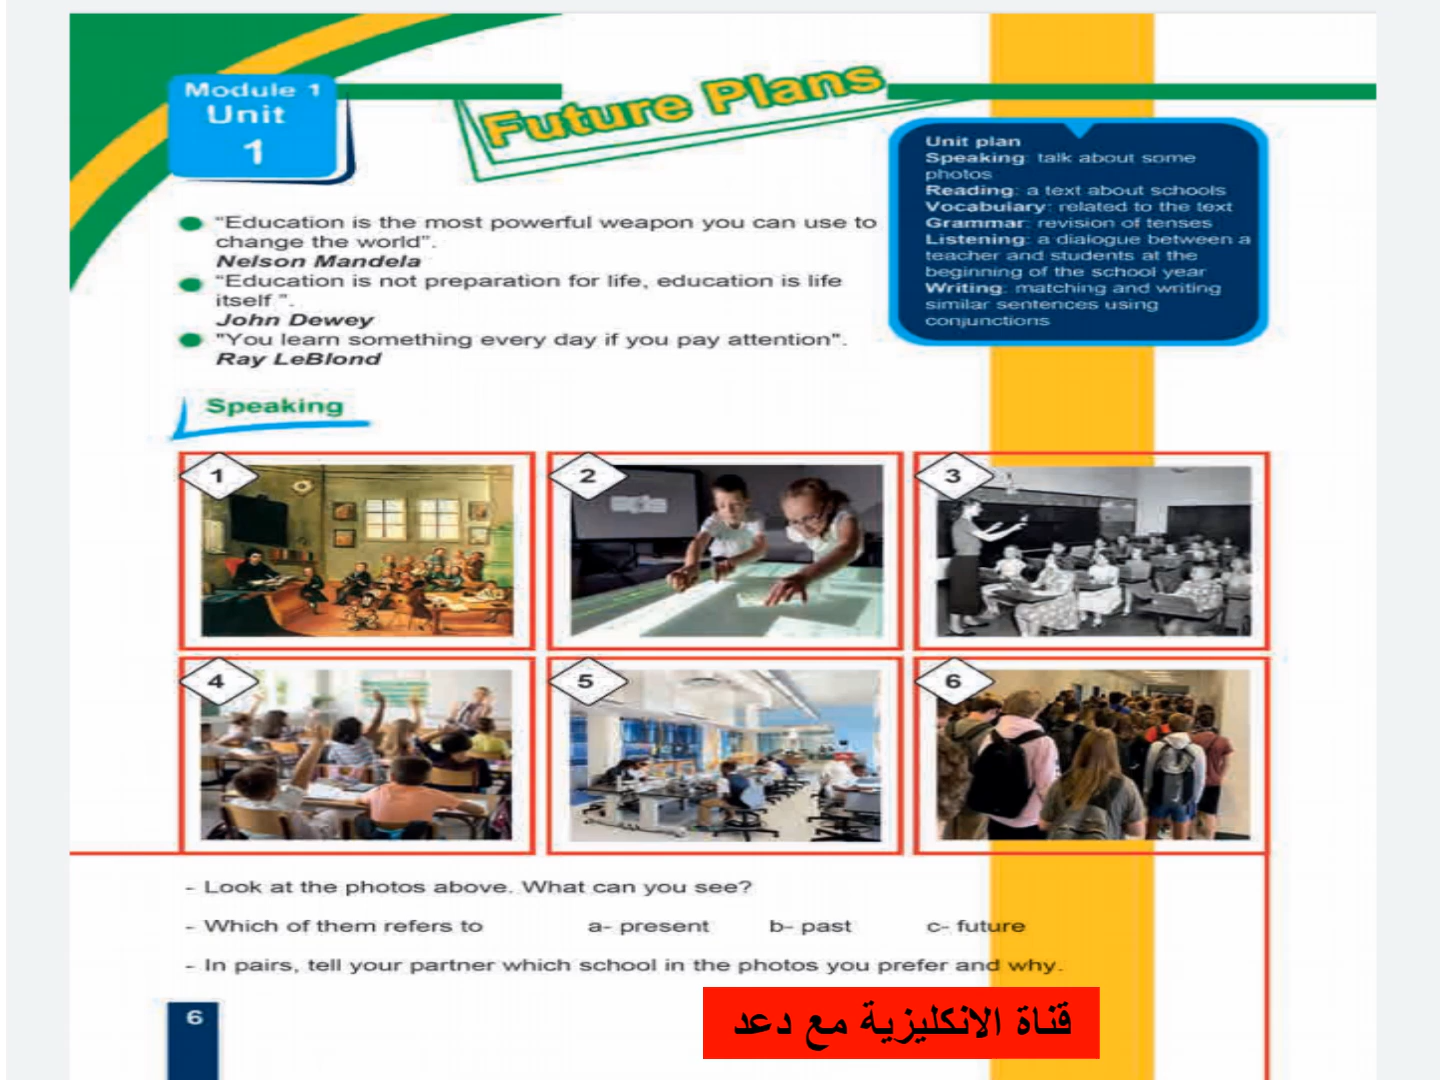 Module 1
Unit
1
Future Plans
Unit plan
Speaking: talk about some
photos
Reading: a text about schools
Vocabulary: related to the text
Grammar: revision of tenses
Listening: a dialogue between a
teacher and students at the
beginning of the school year
Writing: matching and writing
similar sentences using
conjunctions
“Education is the most powerful weapon you can use to
change the world”.
Nelson Mandela
“Education is not preparation for life, education is life
itself ”.
John Dewey
"You learn something every day if you pay attention".
Ray LeBlond
Speaking
1
2
3
4
5
6
- Look at the photos above. What can you see?
- Which of them refers to a- present b- past c- future
- In pairs, tell your partner which school in the photos you prefer and why.
قناة الانكليزية مع دعد
6